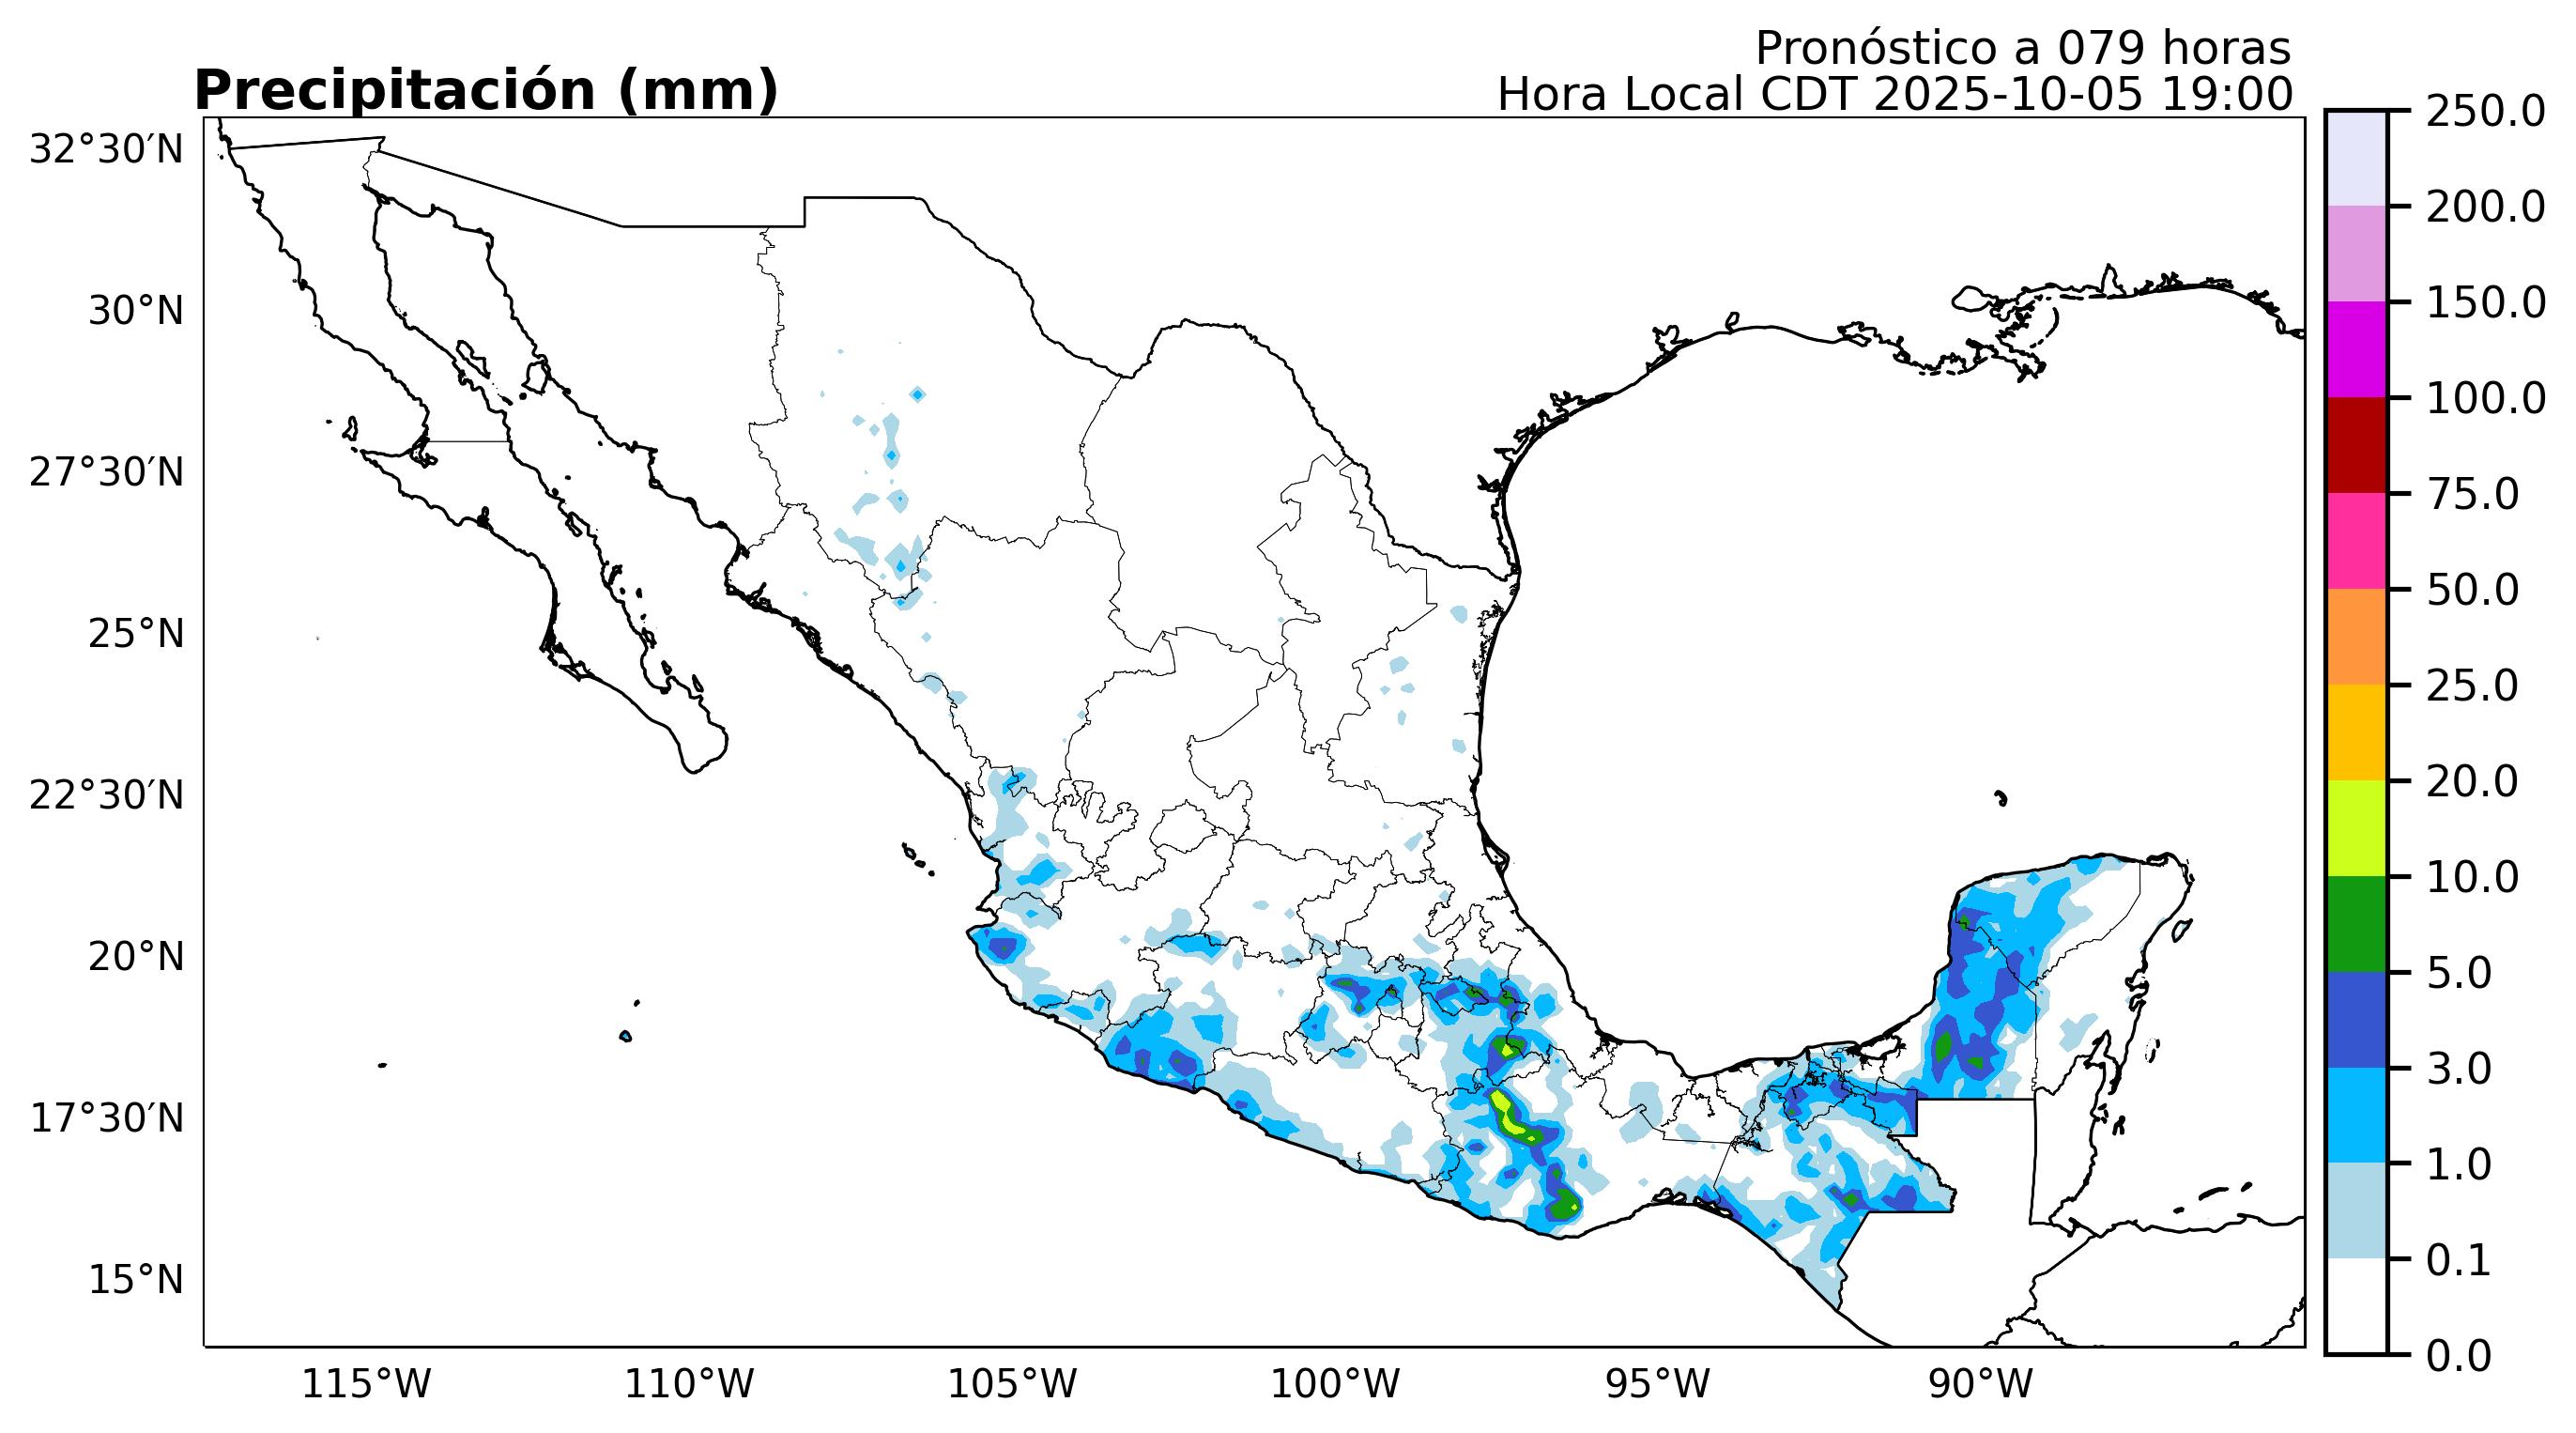 Pronóstico a 079 horas
Precipitación (mm)
Hora Local CDT 2025-10-05 19:00
32°30′N
30°N
27°30′N
25°N
22°30′N
20°N
17°30′N
15°N
115°W
110°W
105°W
100°W
95°W
90°W
250.0
200.0
150.0
100.0
75.0
50.0
25.0
20.0
10.0
5.0
3.0
1.0
0.1
0.0